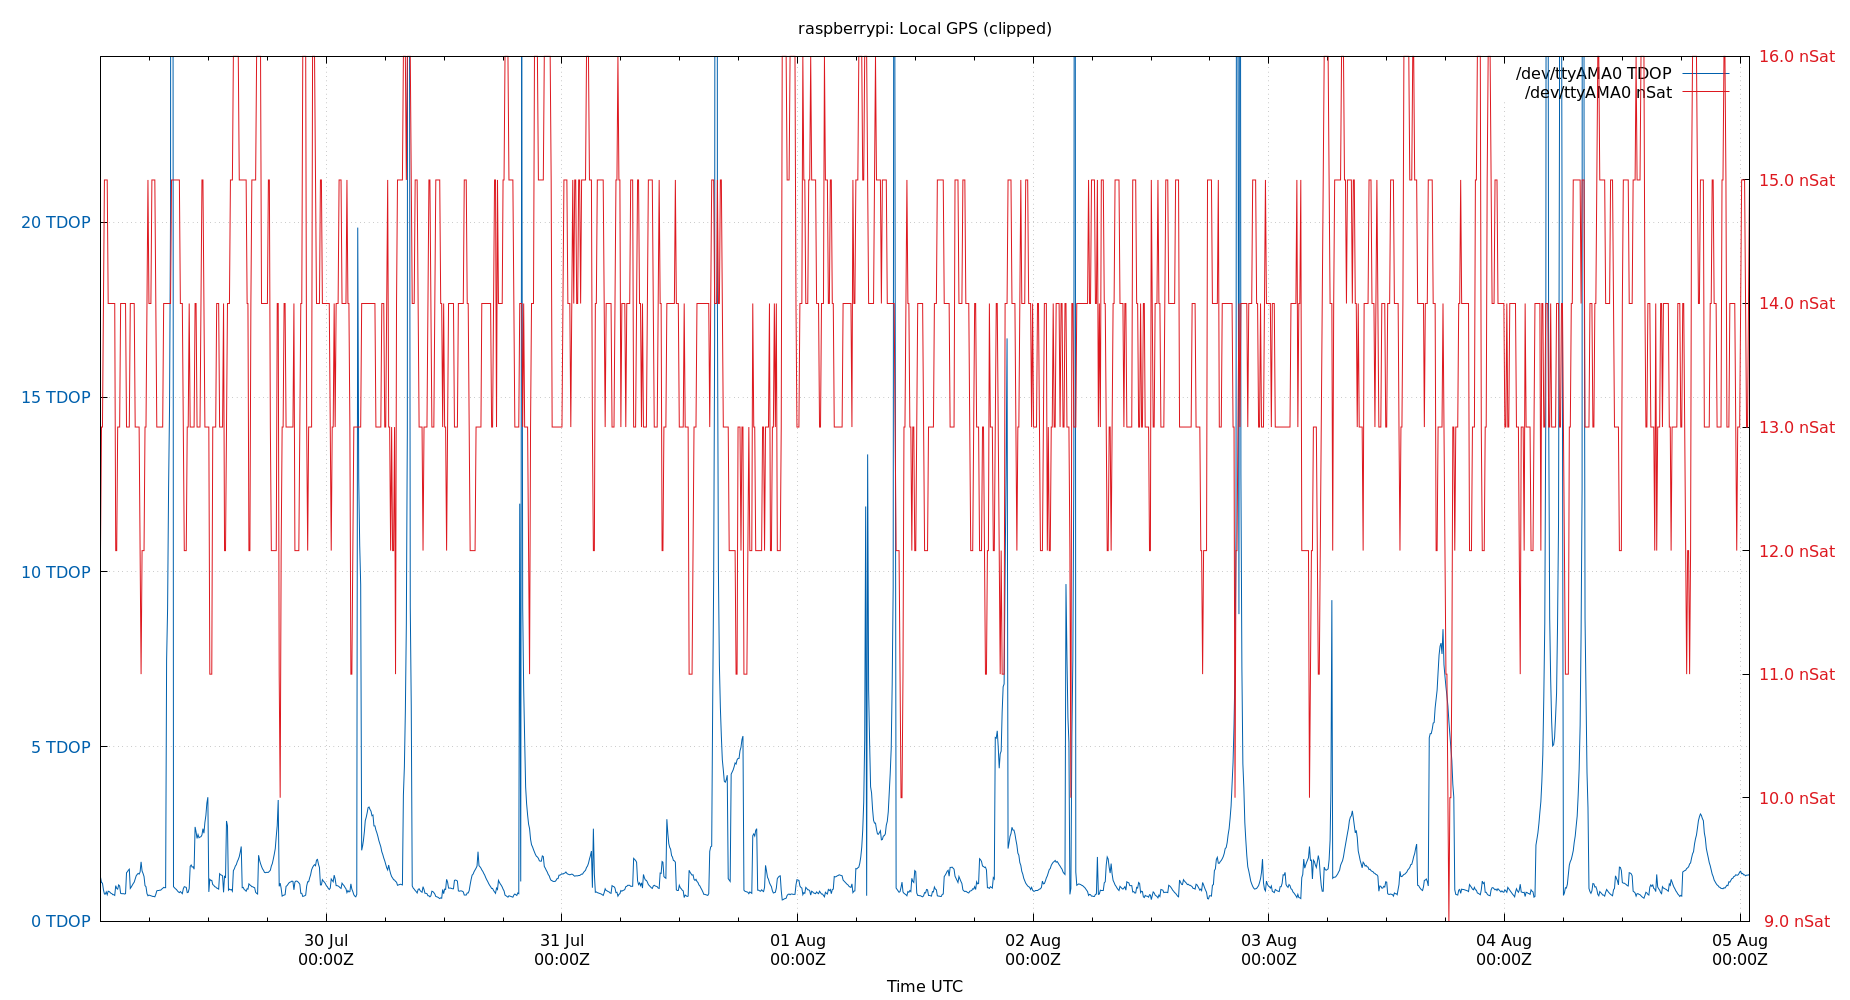 raspberrypi: Local GPS (clipped)
16.0 nSat
/dev/ttyAMA0 TDOP
/dev/ttyAMA0 nSat
15.0 nSat
20 TDOP
14.0 nSat
15 TDOP
13.0 nSat
12.0 nSat
10 TDOP
11.0 nSat
5 TDOP
10.0 nSat
0 TDOP
9.0 nSat
30 Jul 31 Jul 01 Aug 02 Aug 03 Aug 04 Aug 05 Aug
00:00Z 00:00Z 00:00Z 00:00Z 00:00Z 00:00Z 00:00Z
Time UTC